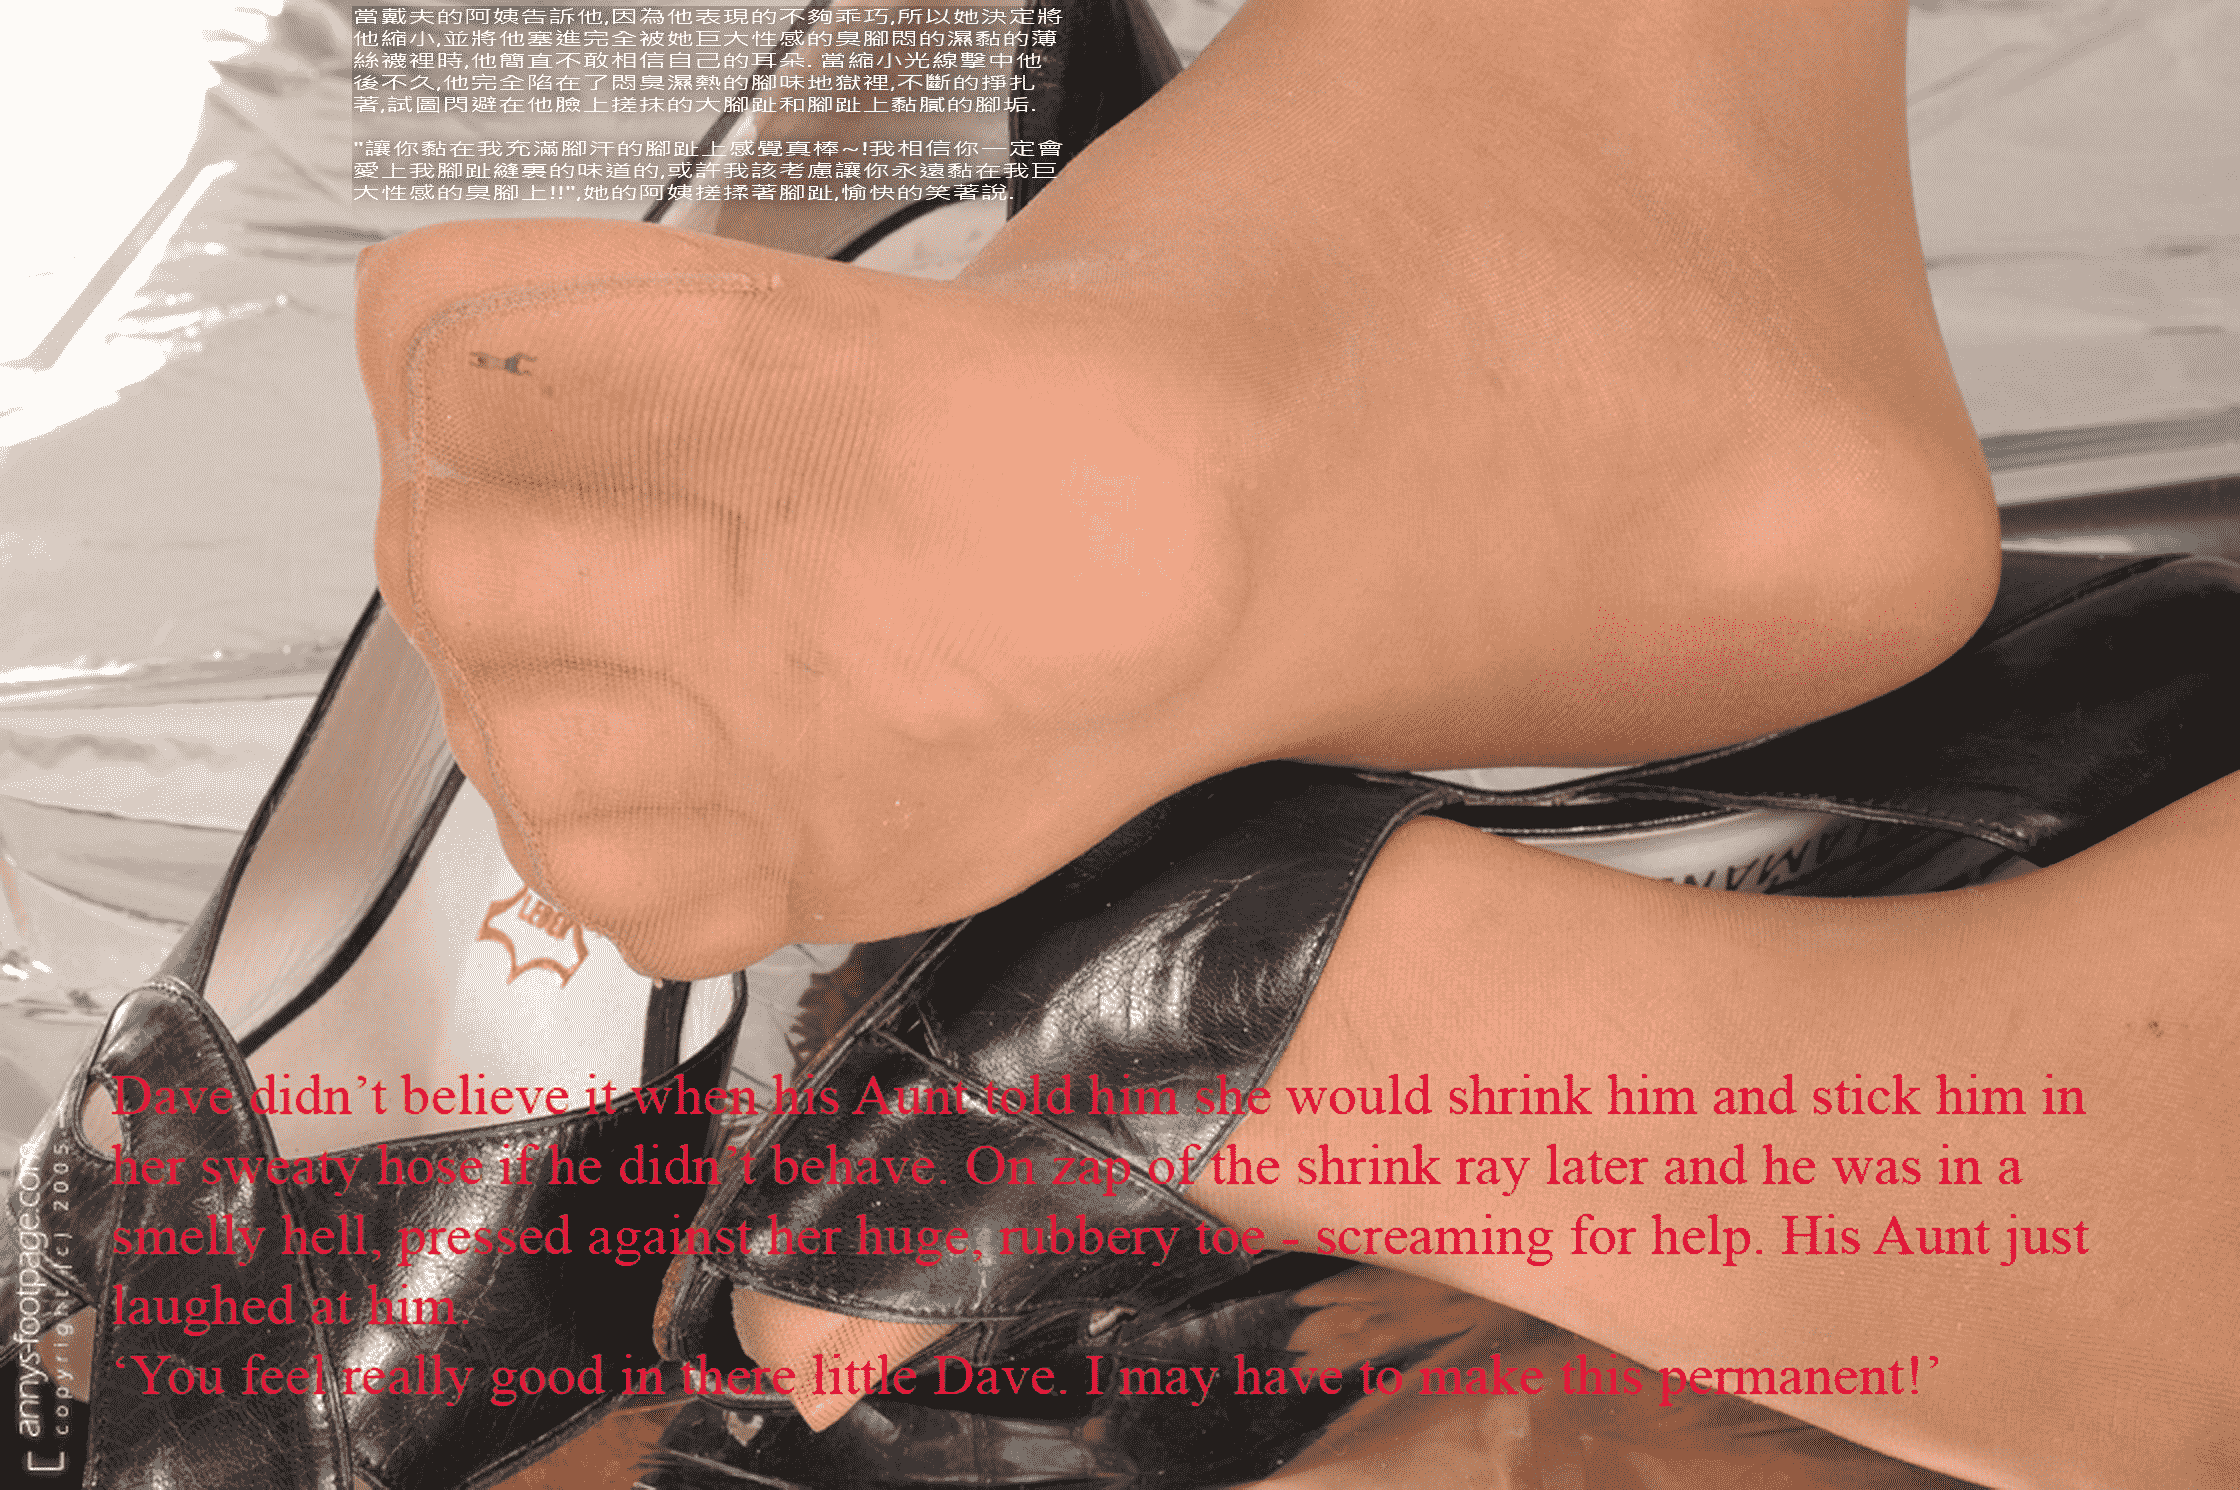 當戴夫的阿姨告訴他,因為他表現的不夠乖巧,所以她決定將
他縮小,並將他塞進完全被她巨大性感的臭腳悶的濕黏的薄
絲襪裡時,他簡直不敢相信自己的耳朵. 當縮小光線擊中他
後不久,他完全陷在了悶臭濕熱的腳味地獄裡,不斷的掙扎
著,試圖閃避在他臉上搓抹的大腳趾和腳趾上黏膩的腳垢.
"讓你黏在我充滿腳汗的腳趾上感覺真棒~!我相信你一定會
愛上我腳趾縫裏的味道的,或許我該考慮讓你永遠黏在我巨
大性感的臭腳上!!",她的阿姨搓揉著腳趾,愉快的笑著說.
LEDER
Dave didn’t believe it when his Aunt told him she would shrink him and stick him in
her sweaty hose if he didn’t behave. On zap of the shrink ray later and he was in a
smelly hell, pressed against her huge, rubbery toe - screaming for help. His Aunt just
laughed at him.
‘You feel really good in there little Dave. I may have to make this permanent!’
annys-footpage.com
copyright (c) 2005